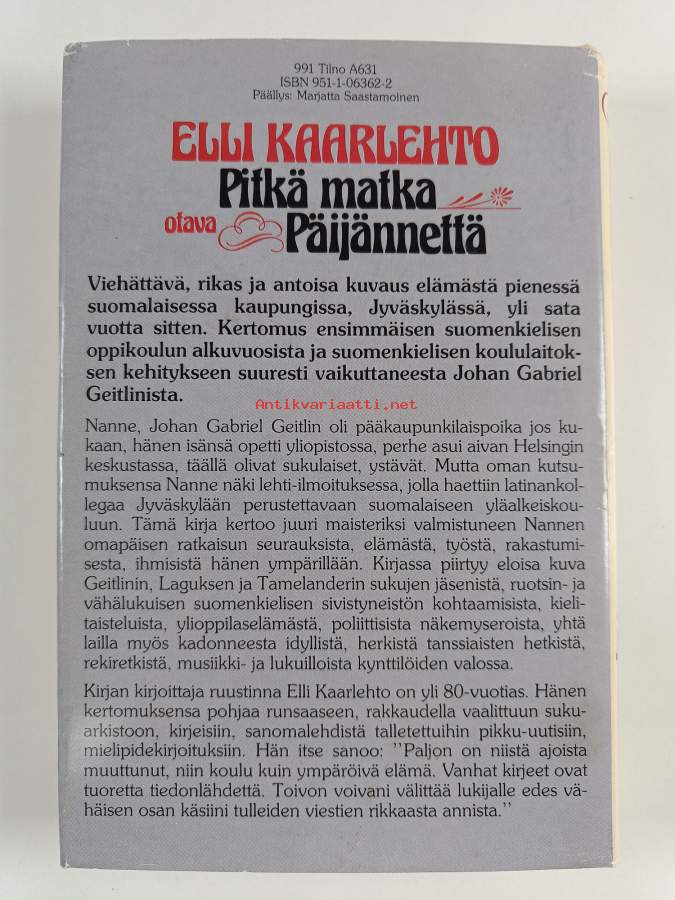 991 Tilno A631
ISBN 951-1-06362-2
Päällys: Marjatta Saastamoinen
ELLI KAARLEHTO
Pitkä matka
otava Päijännettä
Viehättävä, rikas ja antoisa kuvaus elämästä pienessä
suomalaisessa kaupungissa, Jyväskylässä, yli sata
vuotta sitten. Kertomus ensimmäisen suomenkielisen
oppikoulun alkuvuosista ja suomenkielisen koululaitok-
sen kehitykseen suuresti vaikuttaneesta Johan Gabriel
Geitlinista.
Antikvariaatti.net
Nanne, Johan Gabriel Geitlin oli pääkaupunkilaispoika jos ku-
kaan, hänen isänsä opetti yliopistossa, perhe asui aivan Helsingin
keskustassa, täällä olivat sukulaiset, ystävät. Mutta oman kutsu-
muksensa Nanne näki lehti-ilmoituksessa, jolla haettiin latinankol-
legaa Jyväskylään perustettavaan suomalaiseen yläalkeiskou-
luun. Tämä kirja kertoo juuri maisteriksi valmistuneen Nannen
omapäisen ratkaisun seurauksista, elämästä, työstä, rakastumi-
sesta, ihmisistä hänen ympärillään. Kirjassa piirtyy eloisa kuva
Geitlinin, Laguksen ja Tamelanderin sukujen jäsenistä, ruotsin- ja
vähälukuisen suomenkielisen sivistyneistön kohtaamisista, kieli-
taisteluista, ylioppilaselämästä, poliittisista näkemyseroista, yhtä
lailla myös kadonneesta idyllistä, herkistä tanssiaisten hetkistä,
rekiretkistä, musiikki- ja lukuilloista kynttilöiden valossa.
Kirjan kirjoittaja ruustinna Elli Kaarlehto on yli 80-vuotias. Hänen
kertomuksensa pohjaa runsaaseen, rakkaudella vaalittuun suku-
arkistoon, kirjeisiin, sanomalehdistä talletettuihin pikku-uutisiin,
mielipidekirjoituksiin. Hän itse sanoo: ”Paljon on niistä ajoista
muuttunut, niin koulu kuin ympäröivä elämä. Vanhat kirjeet ovat
tuoretta tiedonlähdettä. Toivon voivani välittää lukijalle edes vä-
häisen osan käsiini tulleiden viestien rikkaasta annista.”